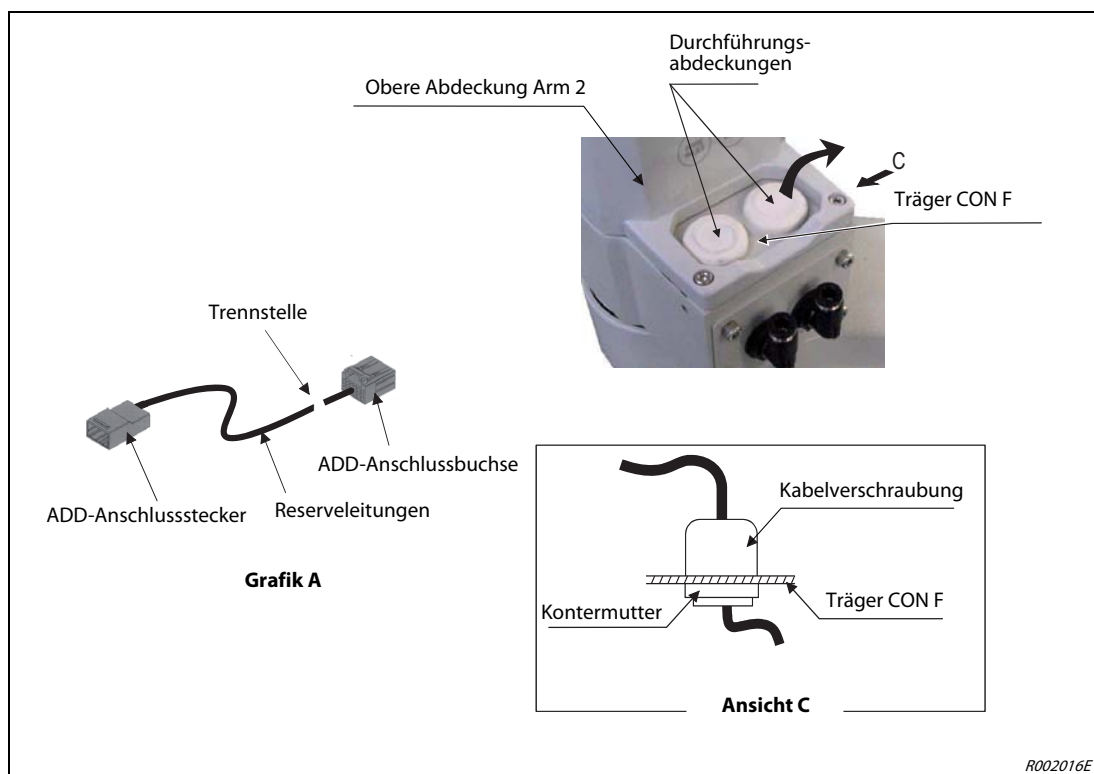 Durchführungs-
abdeckungen
Obere Abdeckung Arm 2
C
Träger CON F
Trennstelle
ADD-Anschlussbuchse
Reserveleitungen
ADD-Anschlussstecker
Grafik A
Kabelverschraubung
Träger CON F
Kontermutter
Ansicht C
R002016E